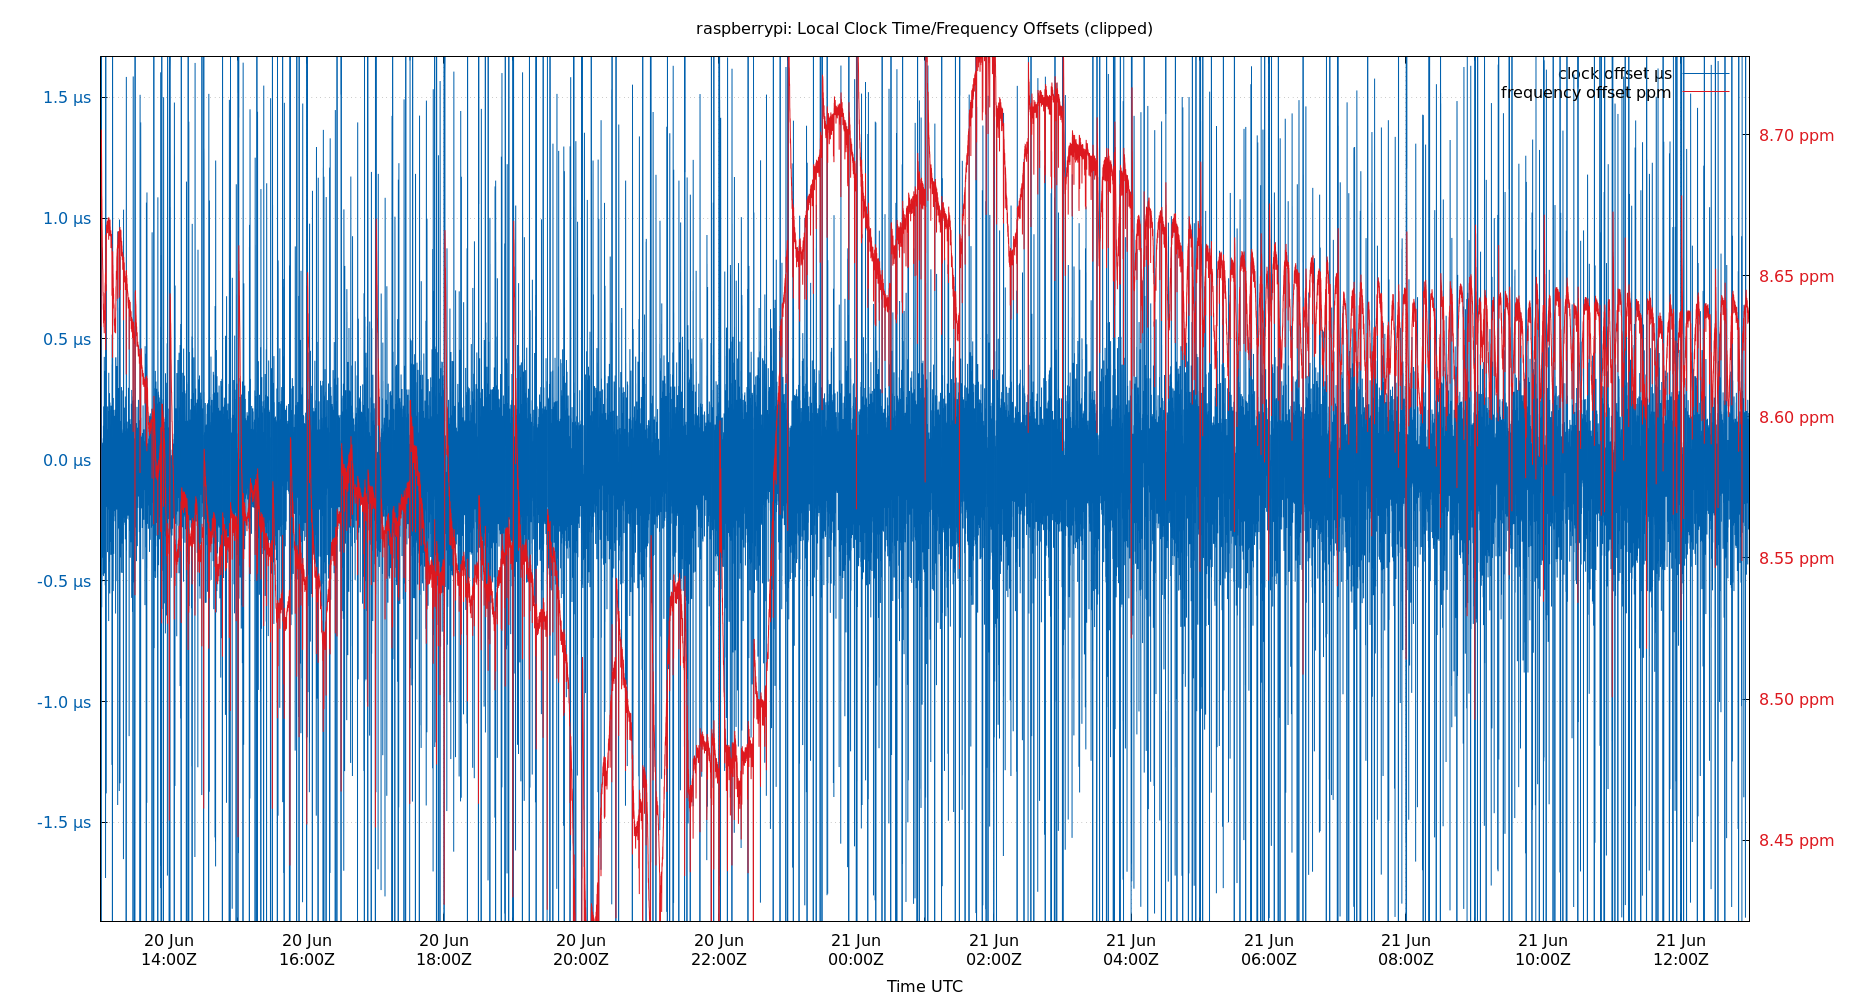 raspberrypi: Local Clock Time/Frequency Offsets (clipped)
clock offset µs
frequency offset ppm
1.5 µs
1.0 µs
0.5 µs
0.0 µs
-0.5 µs
-1.0 µs
-1.5 µs
8.70 ppm
8.65 ppm
8.60 ppm
8.55 ppm
8.50 ppm
8.45 ppm
20 Jun 20 Jun 20 Jun 20 Jun 20 Jun 21 Jun 21 Jun 21 Jun 21 Jun 21 Jun 21 Jun 21 Jun
14:00Z 16:00Z 18:00Z 20:00Z 22:00Z 00:00Z 02:00Z 04:00Z 06:00Z 08:00Z 10:00Z 12:00Z
Time UTC